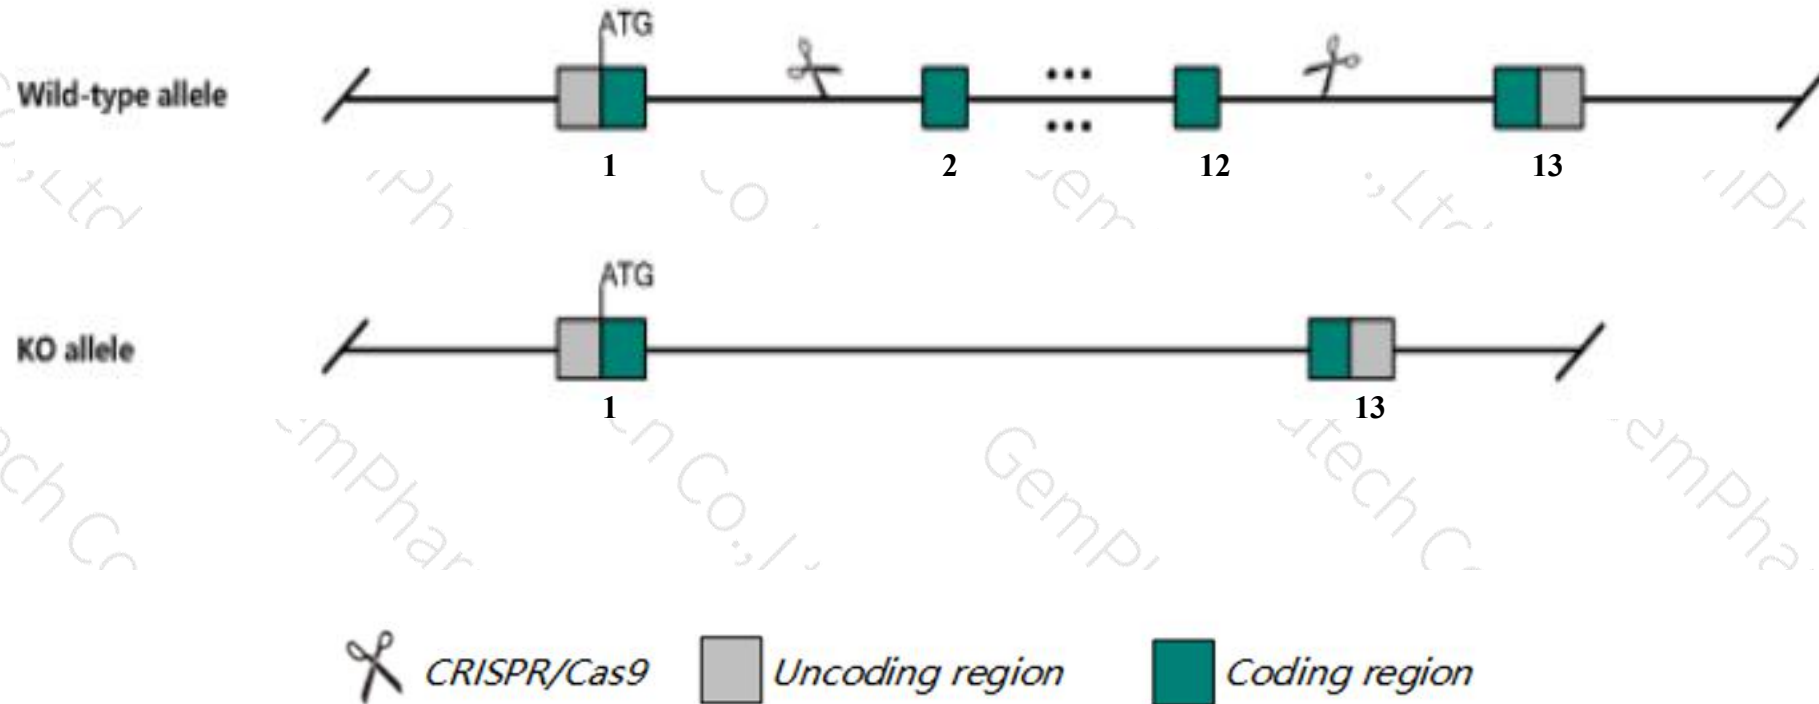 ATG
Wild-type allele
1 2 12 13
ATG
KO allele
1 13
CRISPR/Cas9 Uncoding region Coding region